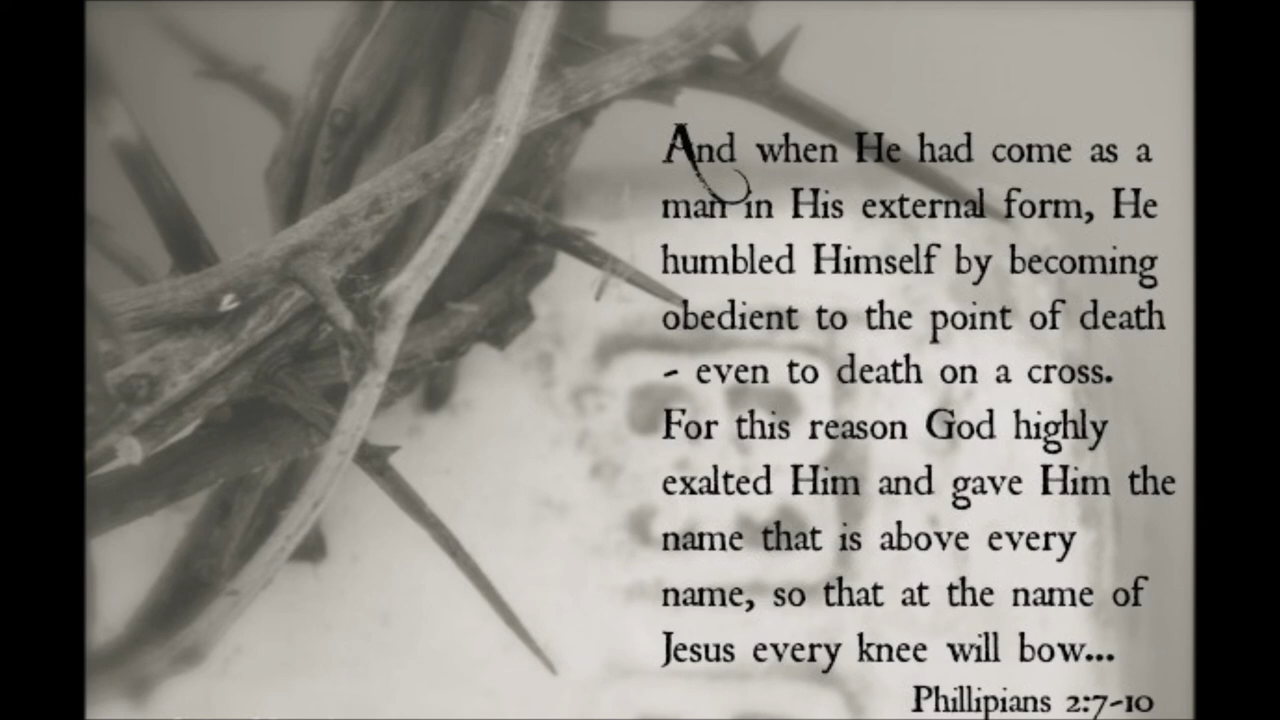 And when He had come as a
man in His external form, He
humbled Himself by becoming
obedient to the point of death
- even to death on a cross.
For this reason God highly
exalted Him and gave Him the
name that is above every
name, so that at the name of
Jesus every knee will bow...
Phillipians 2:7-10